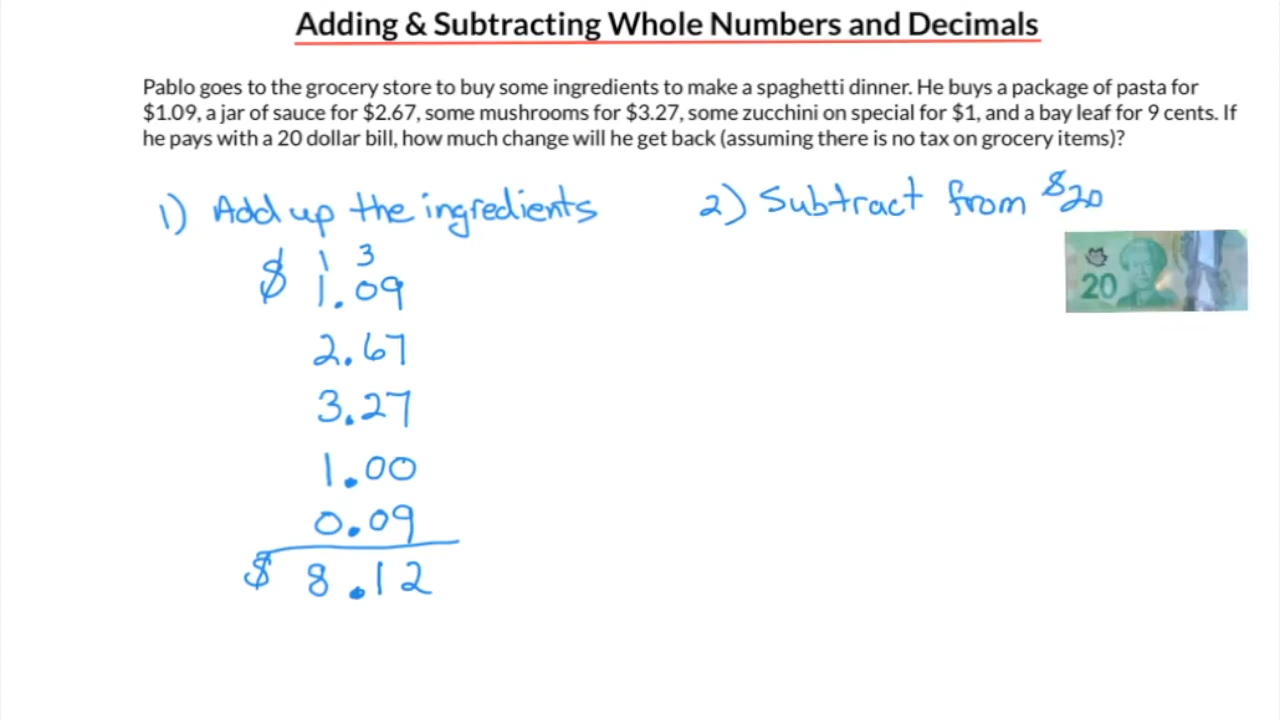 Adding & Subtracting Whole Numbers and Decimals
Pablo goes to the grocery store to buy some ingredients to make a spaghetti dinner. He buys a package of pasta for
$1.09, a jar of sauce for $2.67, some mushrooms for $3.27, some zucchini on special for $1, and a bay leaf for 9 cents. If
he pays with a 20 dollar bill, how much change will he get back (assuming there is no tax on grocery items)?
1) Add up the ingredients
1 3
$ 1.09
2.67
3.27
1.00
0.09
$ 8.12
2) Subtract from $20
20